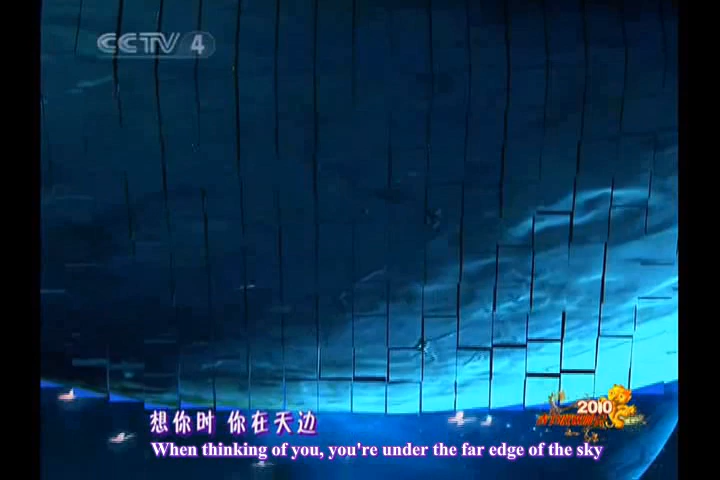 CCTV 4
2010
想你时 你在天边
When thinking of you, you're under the far edge of the sky